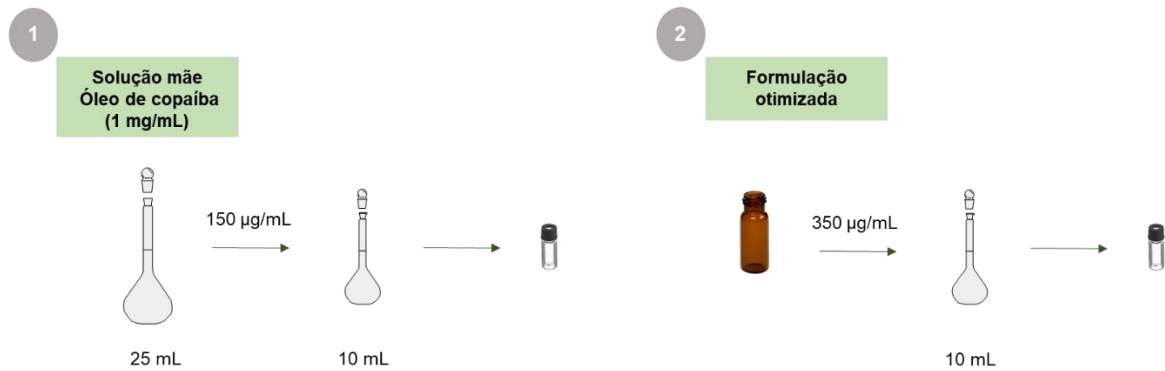 1
Solução mãe
Óleo de copaíba
(1 mg/mL)
150 µg/mL
25 mL
10 mL
2
Formulação
otimizada
350 µg/mL
10 mL